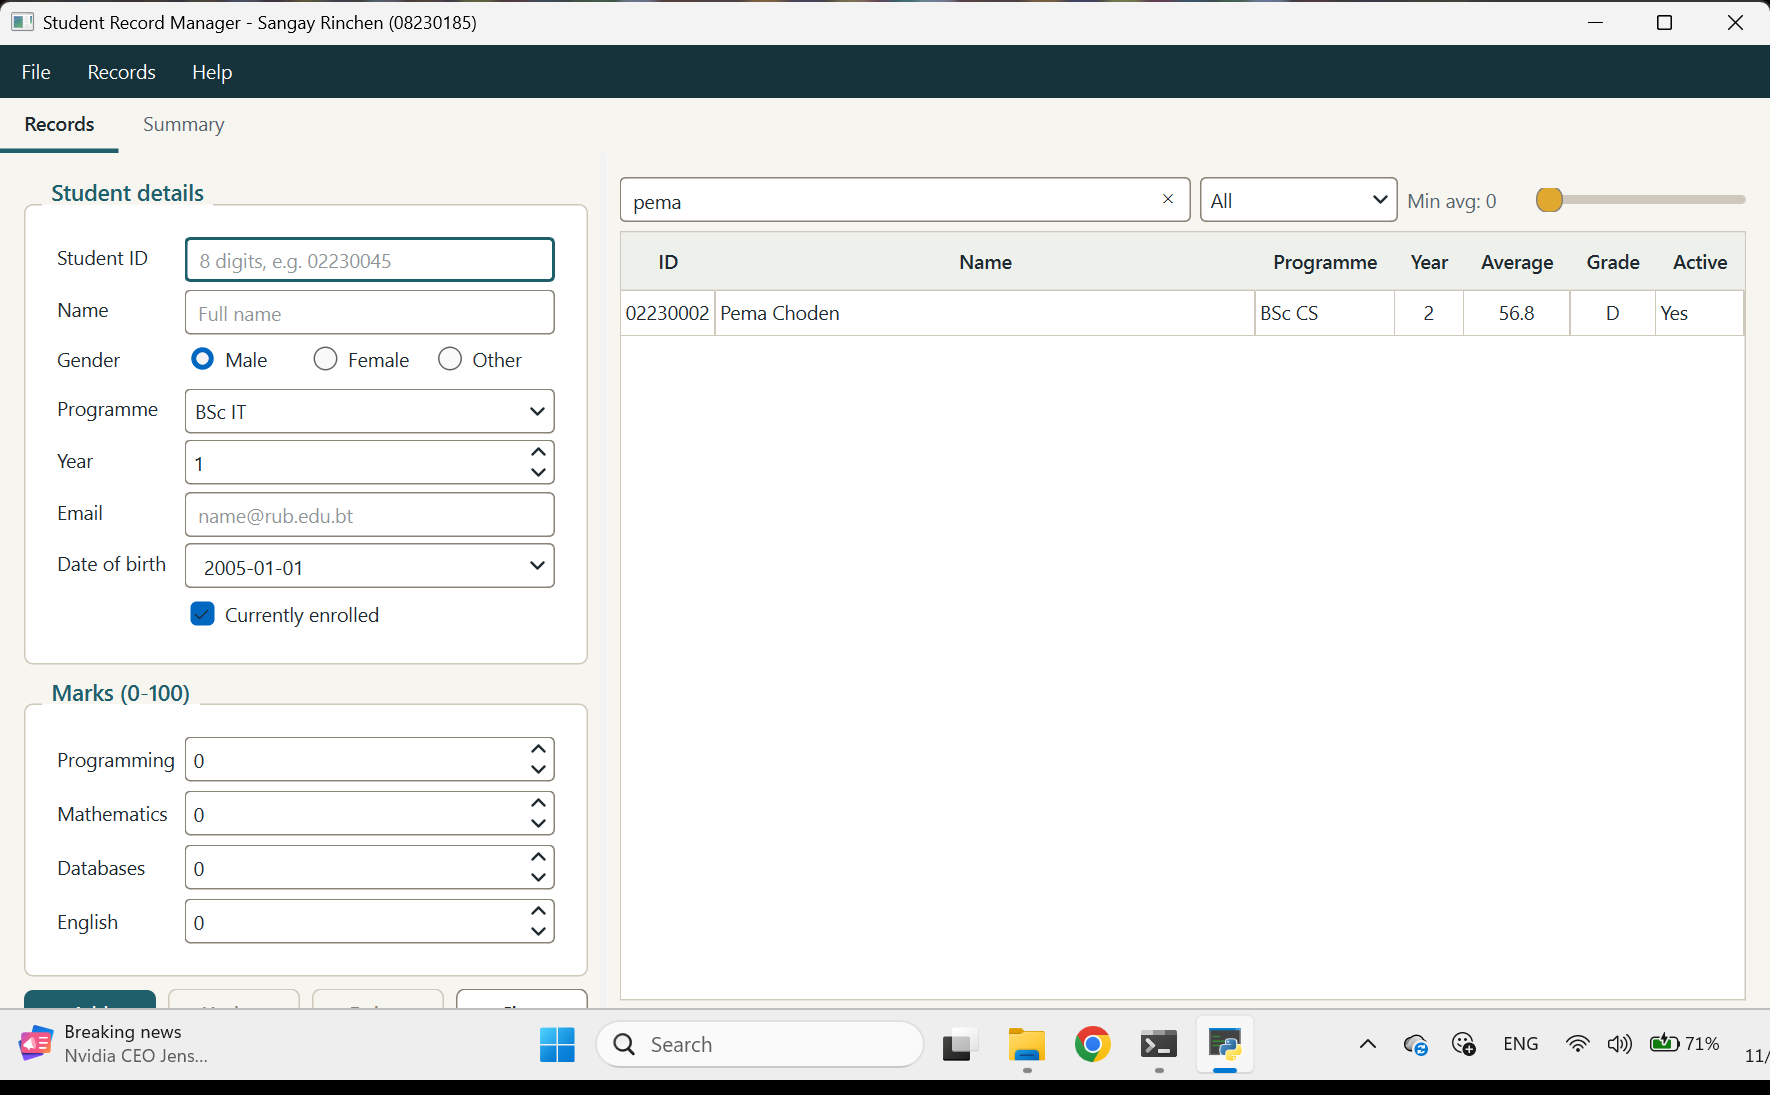 Student Record Manager - Sangay Rinchen (08230185)
File Records Help
Records Summary
Student details
Student ID 8 digits, e.g. 02230045
Name Full name
Gender Male Female Other
Programme BSc IT
Year 1
Email name@rub.edu.bt
Date of birth 2005-01-01
Currently enrolled
Marks (0-100)
Programming 0
Mathematics 0
Databases 0
English 0
pema All Min avg: 0
ID Name Programme Year Average Grade Active
02230002 Pema Choden BSc CS 2 56.8 D Yes
Breaking news
Nvidia CEO Jens...
Search
ENG
71%
11/